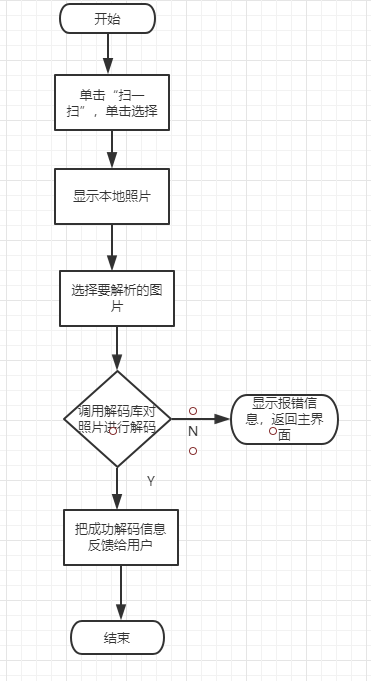 开始
单击“扫一
扫”，单击选择
显示本地照片
选择要解析的图
片
调用解码库对
照片进行解码
N
显示报错信
息，返回主界
面
Y
把成功解码信息
反馈给用户
结束